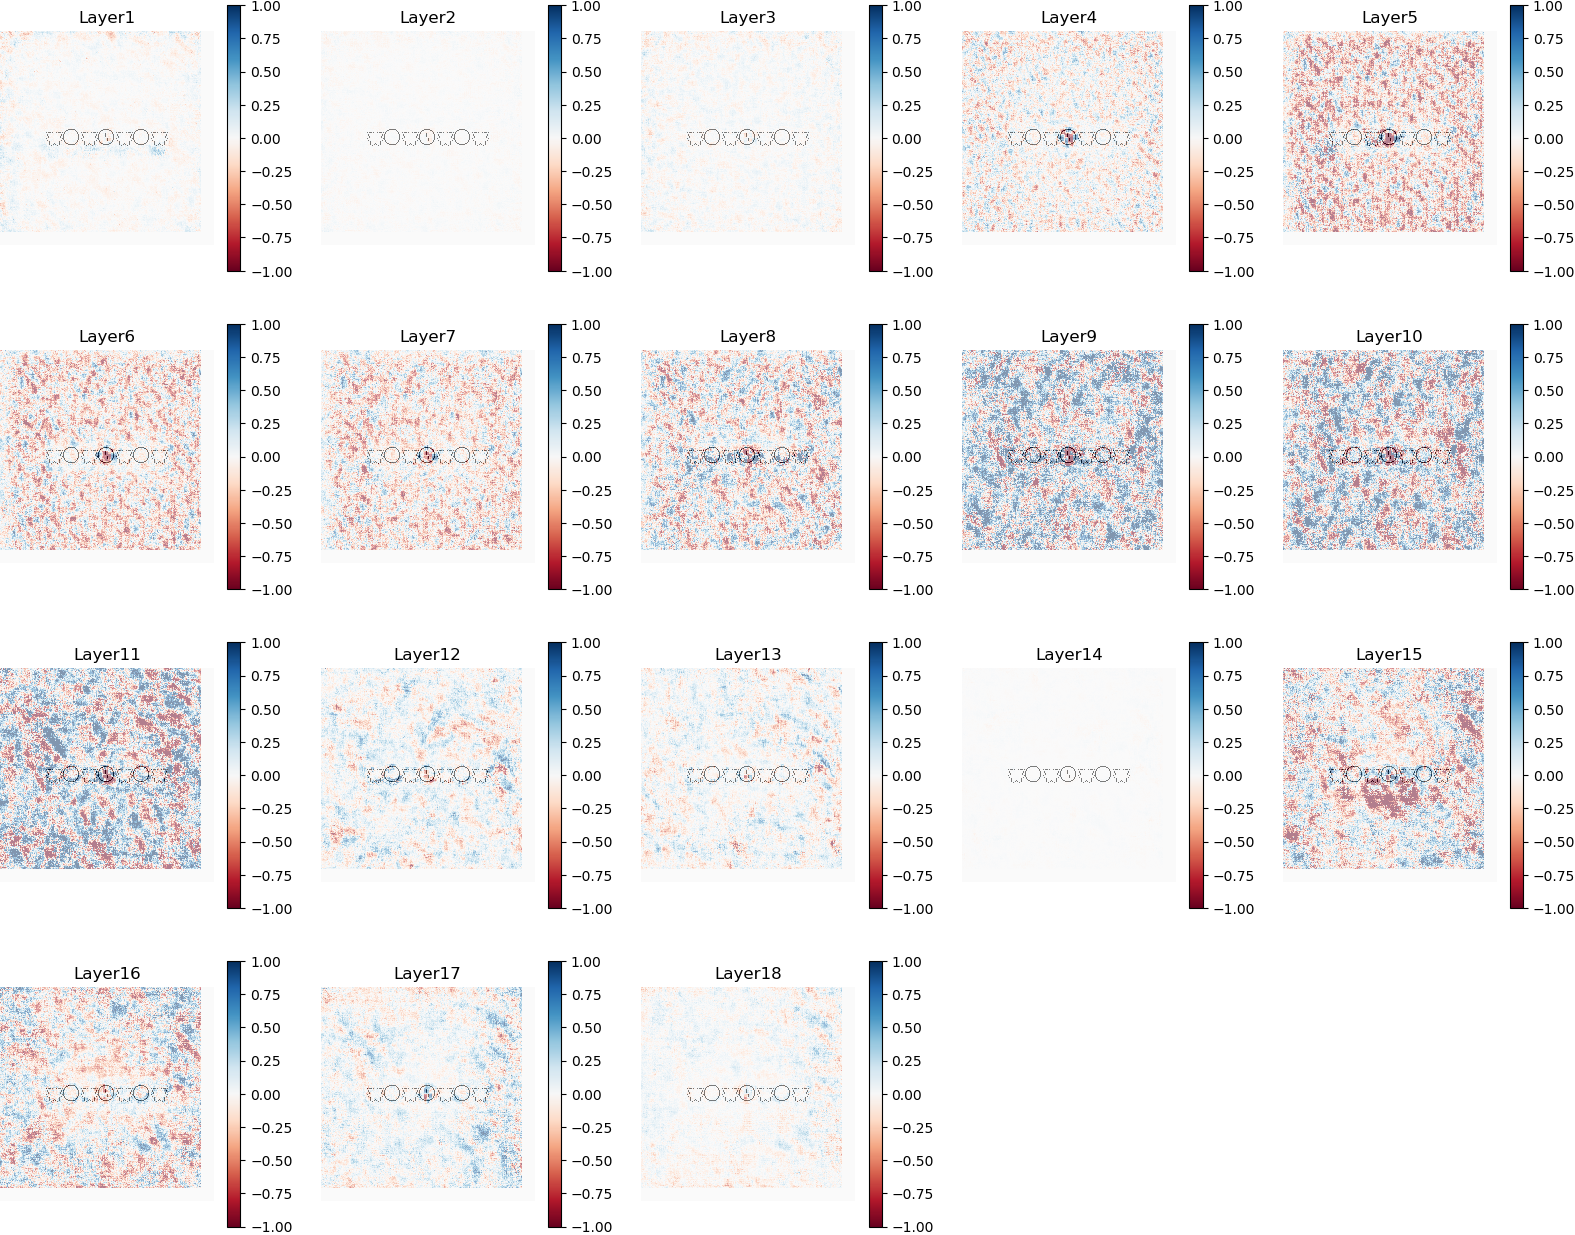 Layer1 Layer2 Layer3 Layer4 Layer5
1.00 1.00 1.00 1.00 1.00
0.75 0.75 0.75 0.75 0.75
0.50 0.50 0.50 0.50 0.50
0.25 0.25 0.25 0.25 0.25
0.00 0.00 0.00 0.00 0.00
−0.25 −0.25 −0.25 −0.25 −0.25
−0.50 −0.50 −0.50 −0.50 −0.50
−0.75 −0.75 −0.75 −0.75 −0.75
−1.00 −1.00 −1.00 −1.00 −1.00
Layer6 Layer7 Layer8 Layer9 Layer10
1.00 1.00 1.00 1.00 1.00
0.75 0.75 0.75 0.75 0.75
0.50 0.50 0.50 0.50 0.50
0.25 0.25 0.25 0.25 0.25
0.00 0.00 0.00 0.00 0.00
−0.25 −0.25 −0.25 −0.25 −0.25
−0.50 −0.50 −0.50 −0.50 −0.50
−0.75 −0.75 −0.75 −0.75 −0.75
−1.00 −1.00 −1.00 −1.00 −1.00
Layer11 Layer12 Layer13 Layer14 Layer15
1.00 1.00 1.00 1.00 1.00
0.75 0.75 0.75 0.75 0.75
0.50 0.50 0.50 0.50 0.50
0.25 0.25 0.25 0.25 0.25
0.00 0.00 0.00 0.00 0.00
−0.25 −0.25 −0.25 −0.25 −0.25
−0.50 −0.50 −0.50 −0.50 −0.50
−0.75 −0.75 −0.75 −0.75 −0.75
−1.00 −1.00 −1.00 −1.00 −1.00
Layer16 Layer17 Layer18
1.00 1.00 1.00
0.75 0.75 0.75
0.50 0.50 0.50
0.25 0.25 0.25
0.00 0.00 0.00
−0.25 −0.25 −0.25
−0.50 −0.50 −0.50
−0.75 −0.75 −0.75
−1.00 −1.00 −1.00